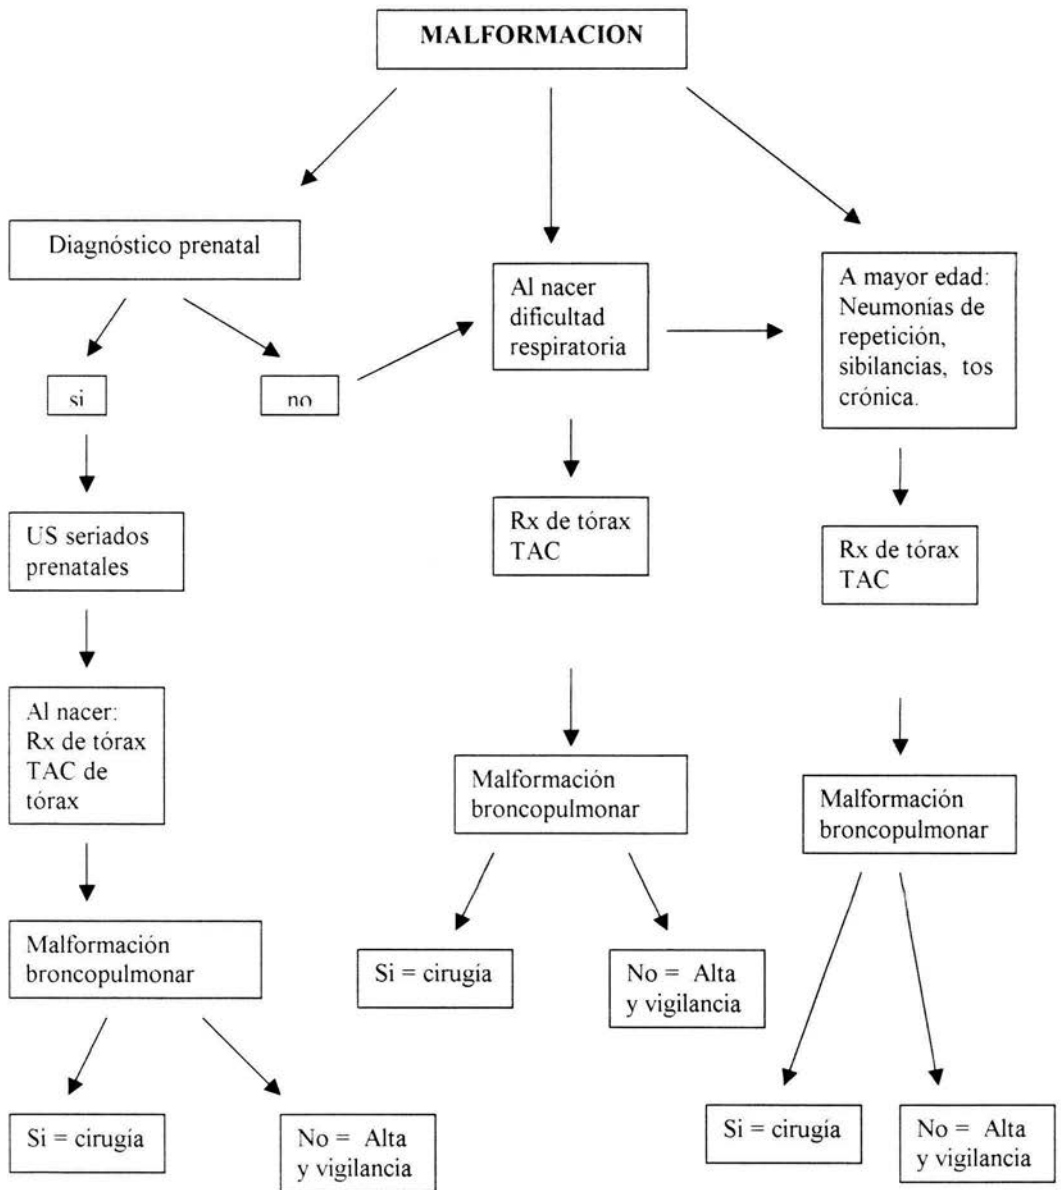 MALFORMACION
Diagnóstico prenatal
si
no
US seriados
prenatales
Al nacer:
Rx de tórax
TAC de
tórax
Malformación
broncopulmonar
Si = cirugía
No = Alta
y vigilancia
Al nacer
dificultad
respiratoria
Rx de tórax
TAC
Malformación
broncopulmonar
Si = cirugía
No = Alta
y vigilancia
A mayor edad:
Neumonías de
repetición,
sibilancias, tos
crónica.
Rx de tórax
TAC
Malformación
broncopulmonar
Si = cirugía
No = Alta
y vigilancia